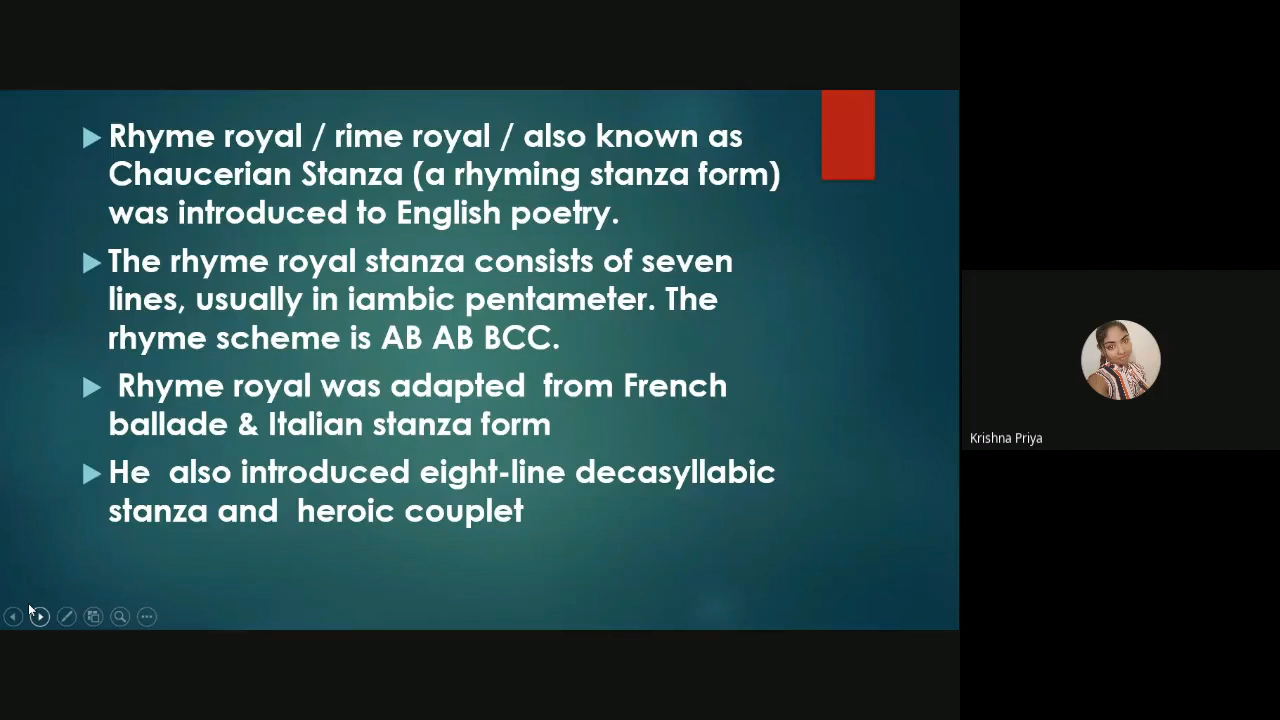 Rhyme royal / rime royal / also known as
Chaucerian Stanza (a rhyming stanza form)
was introduced to English poetry.
The rhyme royal stanza consists of seven
lines, usually in iambic pentameter. The
rhyme scheme is AB AB BCC.
Rhyme royal was adapted from French
ballade & Italian stanza form
He also introduced eight-line decasyllabic
stanza and heroic couplet
Krishna Priya